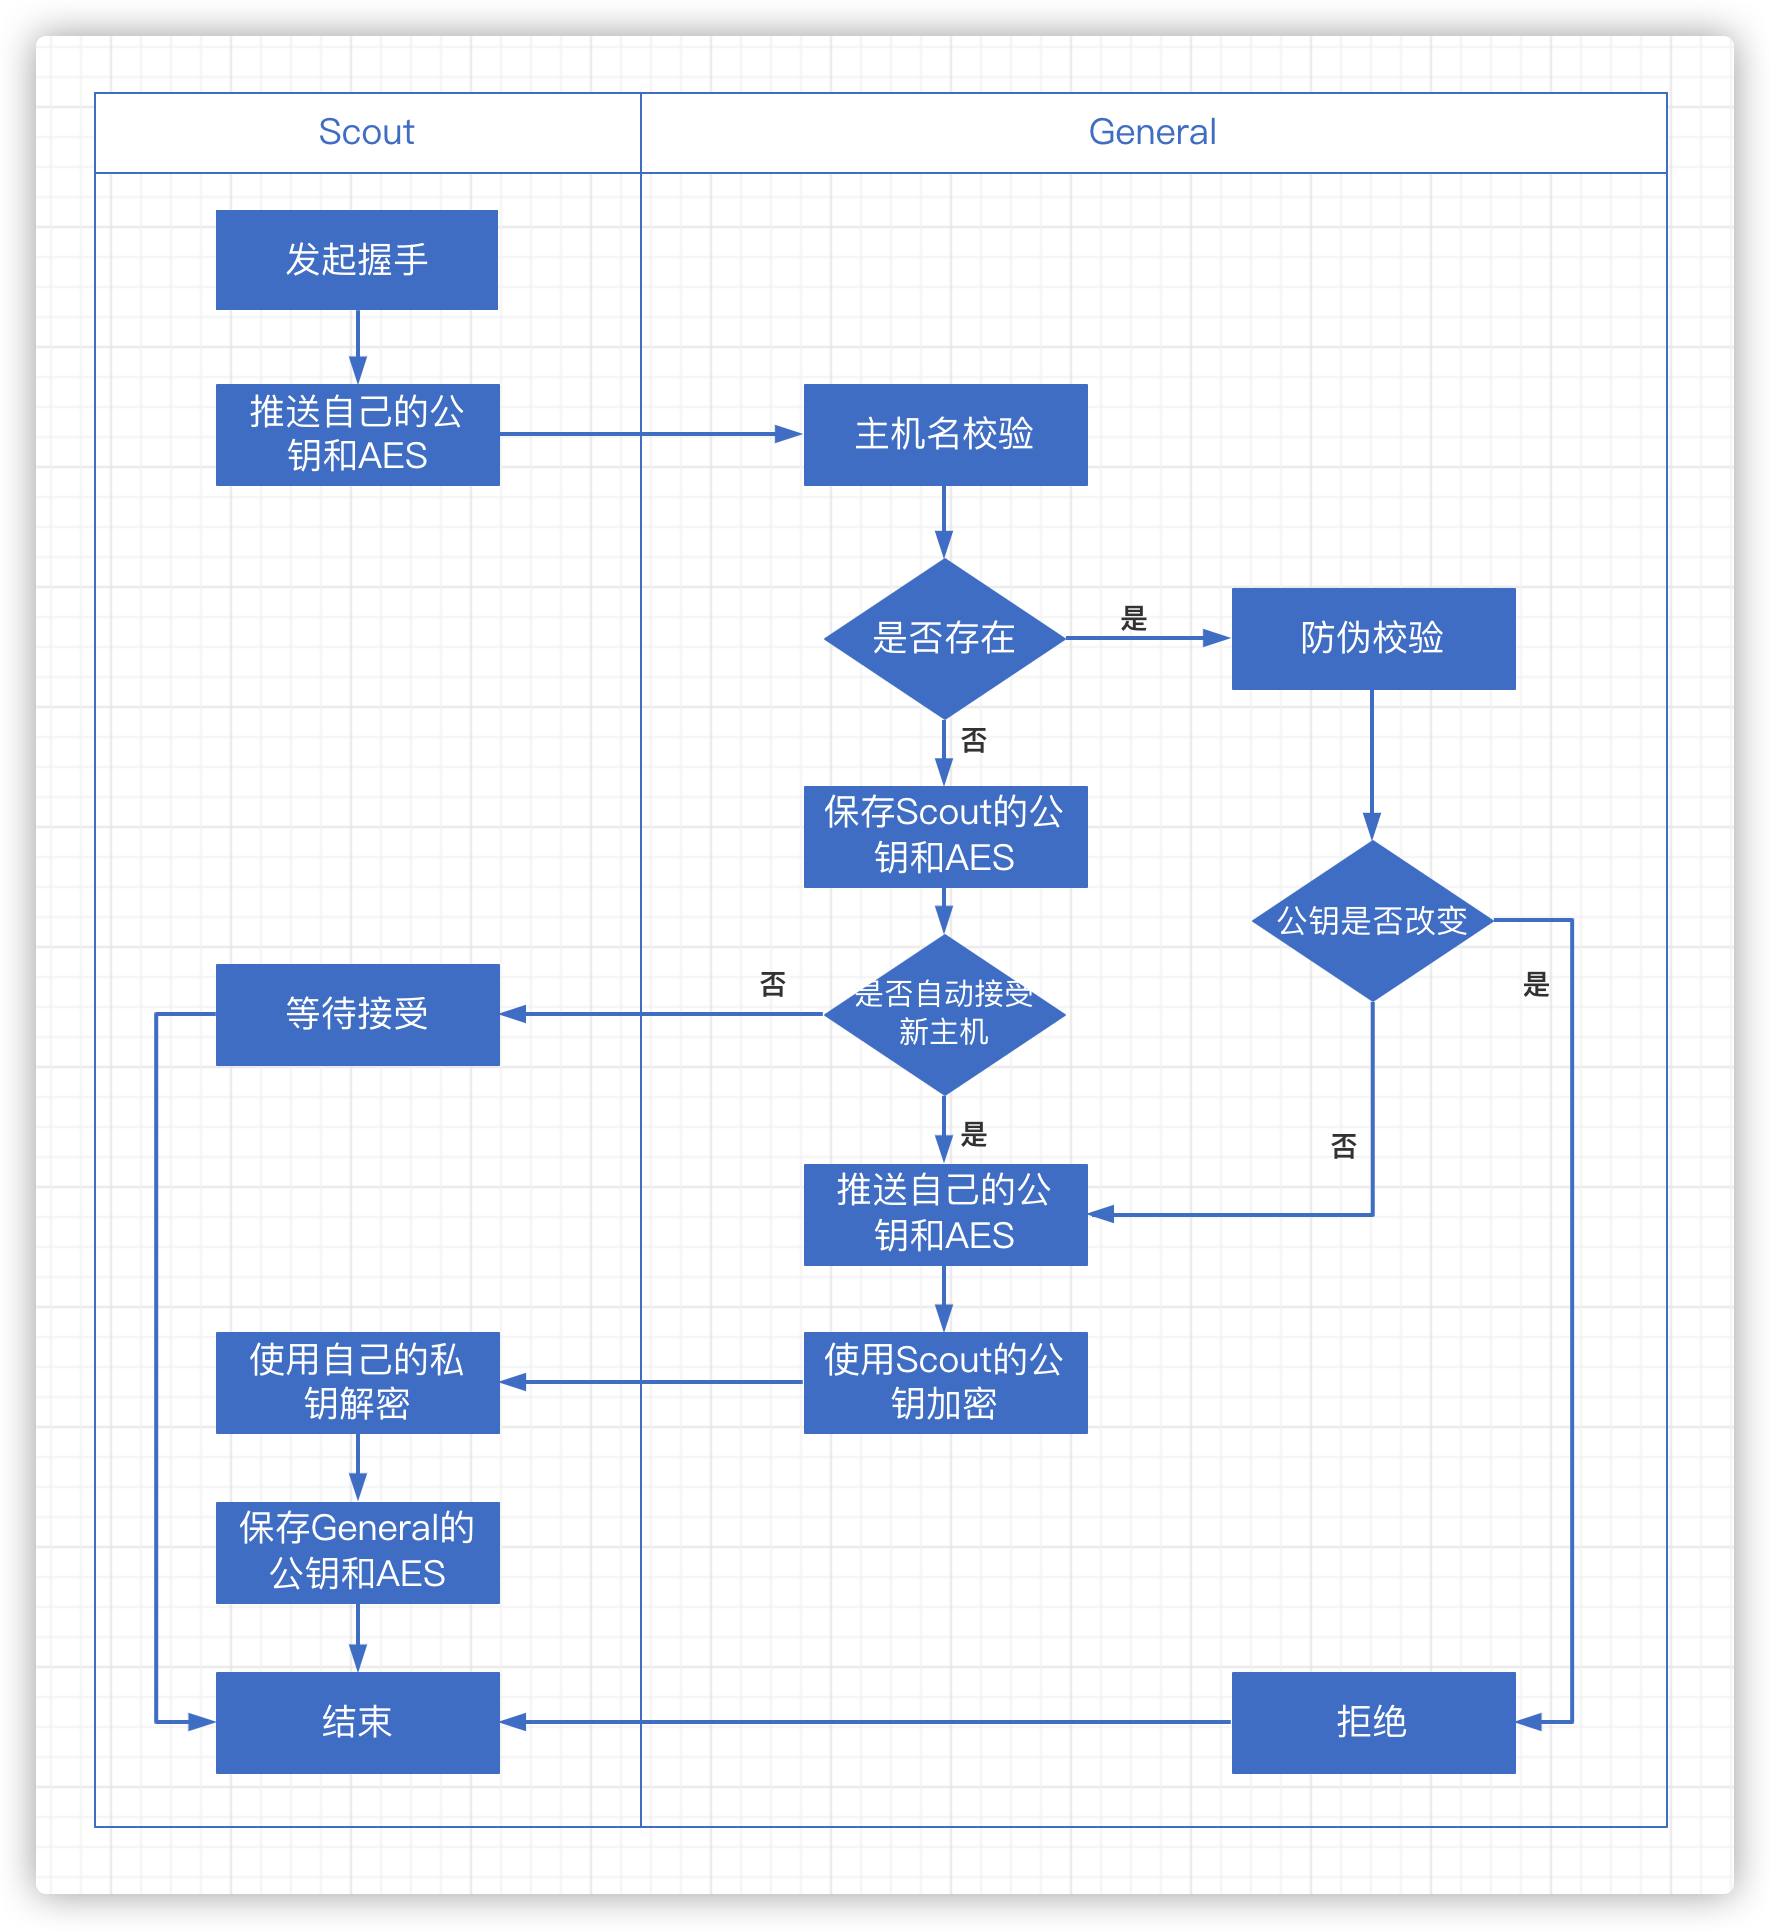 Scout
General
发起握手
推送自己的公
钥和AES
主机名校验
是否存在
是
防伪校验
否
保存Scout的公
钥和AES
公钥是否改变
是
否
等待接受
是否自动接受
新主机
是
否
推送自己的公
钥和AES
使用自己的私
钥解密
使用Scout的公
钥加密
保存General的
公钥和AES
结束
拒绝